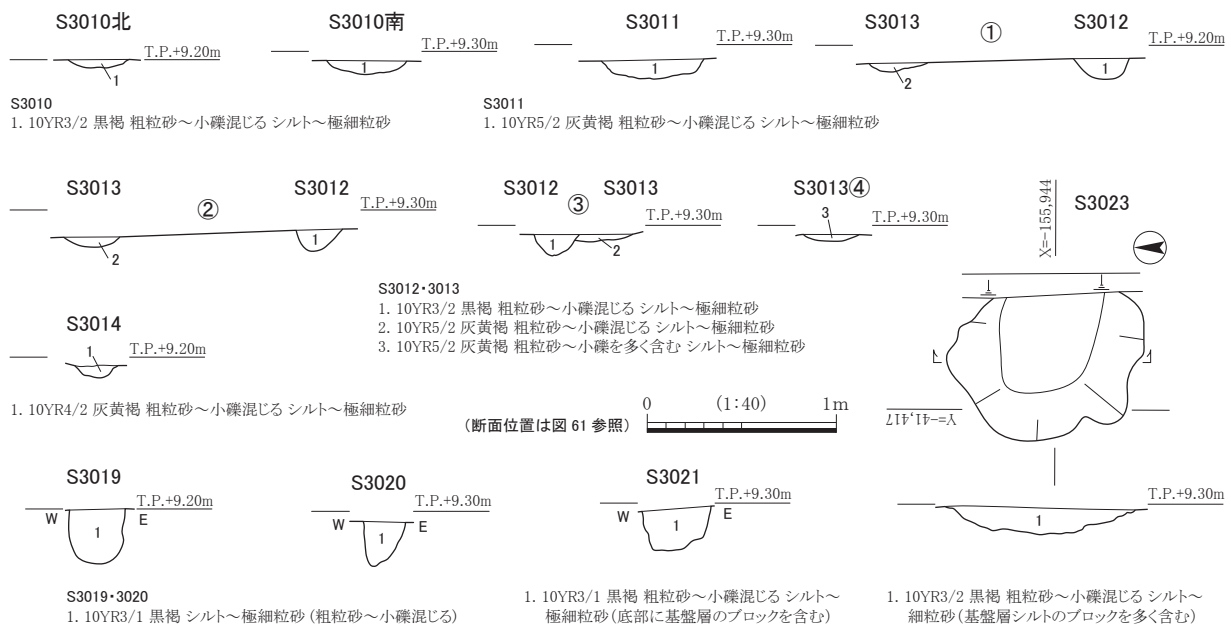 S3010北
T.P.+9.20m
1
S3010南
T.P.+9.30m
1
S3011
T.P.+9.30m
1
S3013
①
S3012
T.P.+9.20m
2
1
S3010
1. 10YR3/2 黒褐 粗粒砂～小礫混じる シルト～極細粒砂
S3011
1. 10YR5/2 灰黄褐 粗粒砂～小礫混じる シルト～極細粒砂
S3013
②
S3012
T.P.+9.30m
2
1
S3012
③
S3013
T.P.+9.30m
1
2
S3013④
3
T.P.+9.30m
X=-155,944
S3023
S3012・3013
1. 10YR3/2 黒褐 粗粒砂～小礫混じる シルト～極細粒砂
2. 10YR5/2 灰黄褐 粗粒砂～小礫混じる シルト～極細粒砂
3. 10YR5/2 灰黄褐 粗粒砂～小礫を多く含む シルト～極細粒砂
S3014
1
T.P.+9.20m
1. 10YR4/2 灰黄褐 粗粒砂～小礫混じる シルト～極細粒砂
(断面位置は図 61 参照)
0 (1:40) 1m
Y=-41,417
S3019
T.P.+9.20m
W
1
E
S3020
T.P.+9.30m
W
1
E
S3021
T.P.+9.30m
W
1
E
T.P.+9.30m
1
S3019・3020
1. 10YR3/1 黒褐 シルト～極細粒砂 (粗粒砂～小礫混じる)
1. 10YR3/1 黒褐 粗粒砂～小礫混じる シルト～
極細粒砂(底部に基盤層のブロックを含む)
1. 10YR3/2 黒褐 粗粒砂～小礫混じる シルト～
細粒砂(基盤層シルトのブロックを多く含む)